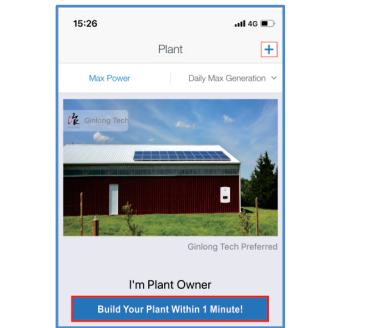 15:26
4G
Plant
+
Max Power
Daily Max Generation
Ginlong Tech
Ginlong Tech Preferred
I'm Plant Owner
Build Your Plant Within 1 Minute!